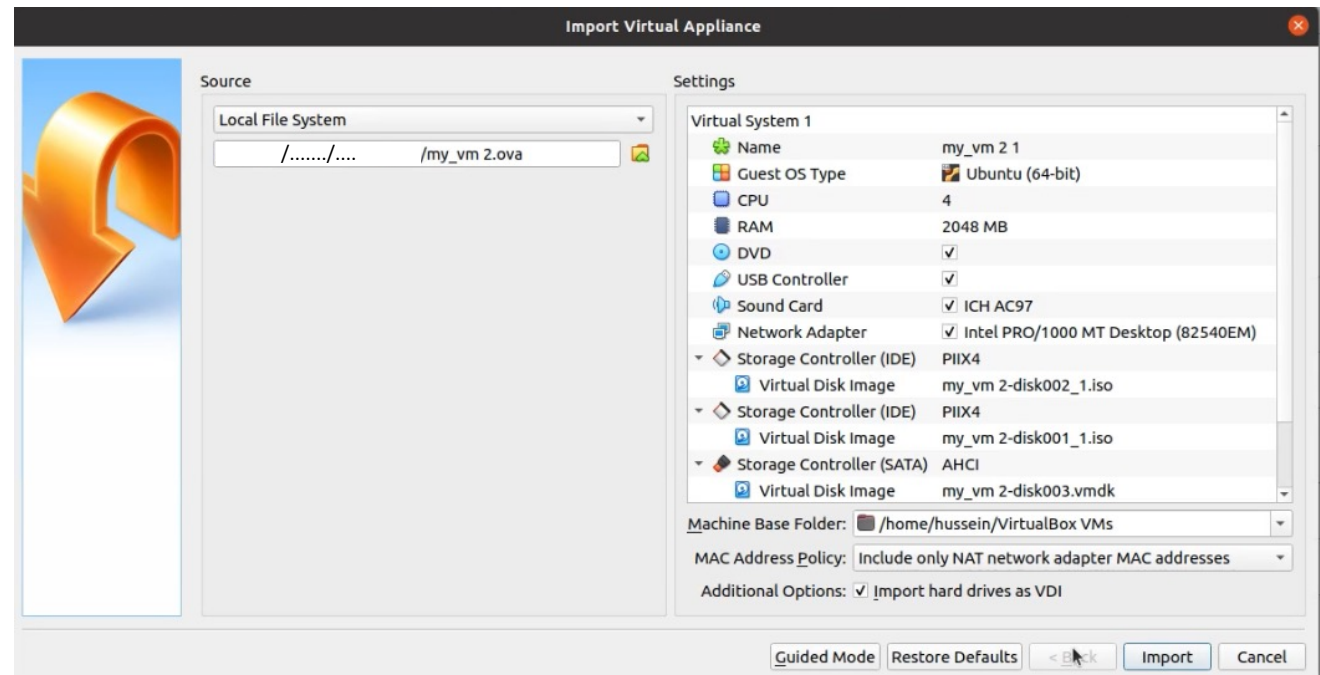 Import Virtual Appliance
Source
Local File System
/......./.... /my_vm 2.ova
Settings
Virtual System 1
Name my_vm 2 1
Guest OS Type Ubuntu (64-bit)
CPU 4
RAM 2048 MB
DVD
USB Controller
Sound Card ICH AC97
Network Adapter Intel PRO/1000 MT Desktop (82540EM)
Storage Controller (IDE) PIIX4
Virtual Disk Image my_vm 2-disk002_1.iso
Storage Controller (IDE) PIIX4
Virtual Disk Image my_vm 2-disk001_1.iso
Storage Controller (SATA) AHCI
Virtual Disk Image my_vm 2-disk003.vmdk
Machine Base Folder: /home/hussein/VirtualBox VMs
MAC Address Policy: Include only NAT network adapter MAC addresses
Additional Options: Import hard drives as VDI
Guided Mode Restore Defaults < Back Import Cancel